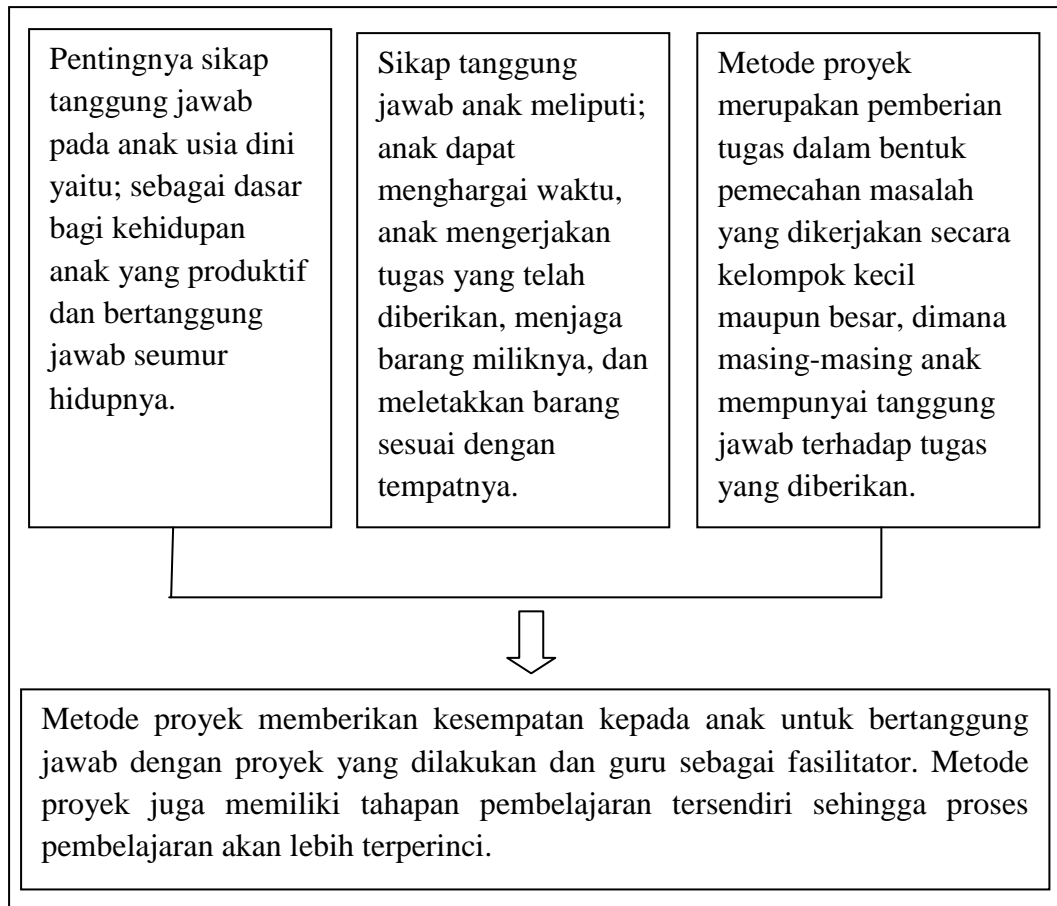 Pentingnya sikap
tanggung jawab
pada anak usia dini
yaitu; sebagai dasar
bagi kehidupan
anak yang produktif
dan bertanggung
jawab seumur
hidupnya.
Sikap tanggung
jawab anak meliputi;
anak dapat
menghargai waktu,
anak mengerjakan
tugas yang telah
diberikan, menjaga
barang miliknya, dan
meletakkan barang
sesuai dengan
tempatnya.
Metode proyek
merupakan pemberian
tugas dalam bentuk
pemecahan masalah
yang dikerjakan secara
kelompok kecil
maupun besar, dimana
masing-masing anak
mempunyai tanggung
jawab terhadap tugas
yang diberikan.
Metode proyek memberikan kesempatan kepada anak untuk bertanggung
jawab dengan proyek yang dilakukan dan guru sebagai fasilitator. Metode
proyek juga memiliki tahapan pembelajaran tersendiri sehingga proses
pembelajaran akan lebih terperinci.